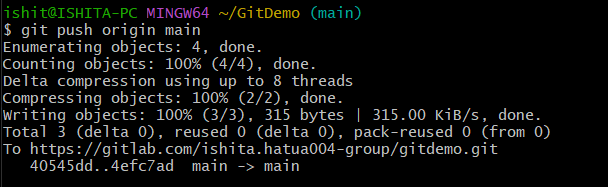 ishit@ISHITA-PC MINGW64 ~/GitDemo (main)
$ git push origin main
Enumerating objects: 4, done.
Counting objects: 100% (4/4), done.
Delta compression using up to 8 threads
Compressing objects: 100% (2/2), done.
Writing objects: 100% (3/3), 315 bytes | 315.00 KiB/s, done.
Total 3 (delta 0), reused 0 (delta 0), pack-reused 0 (from 0)
To https://gitlab.com/ishita.hatua004-group/gitdemo.git
   40545dd..4efc7ad  main -> main